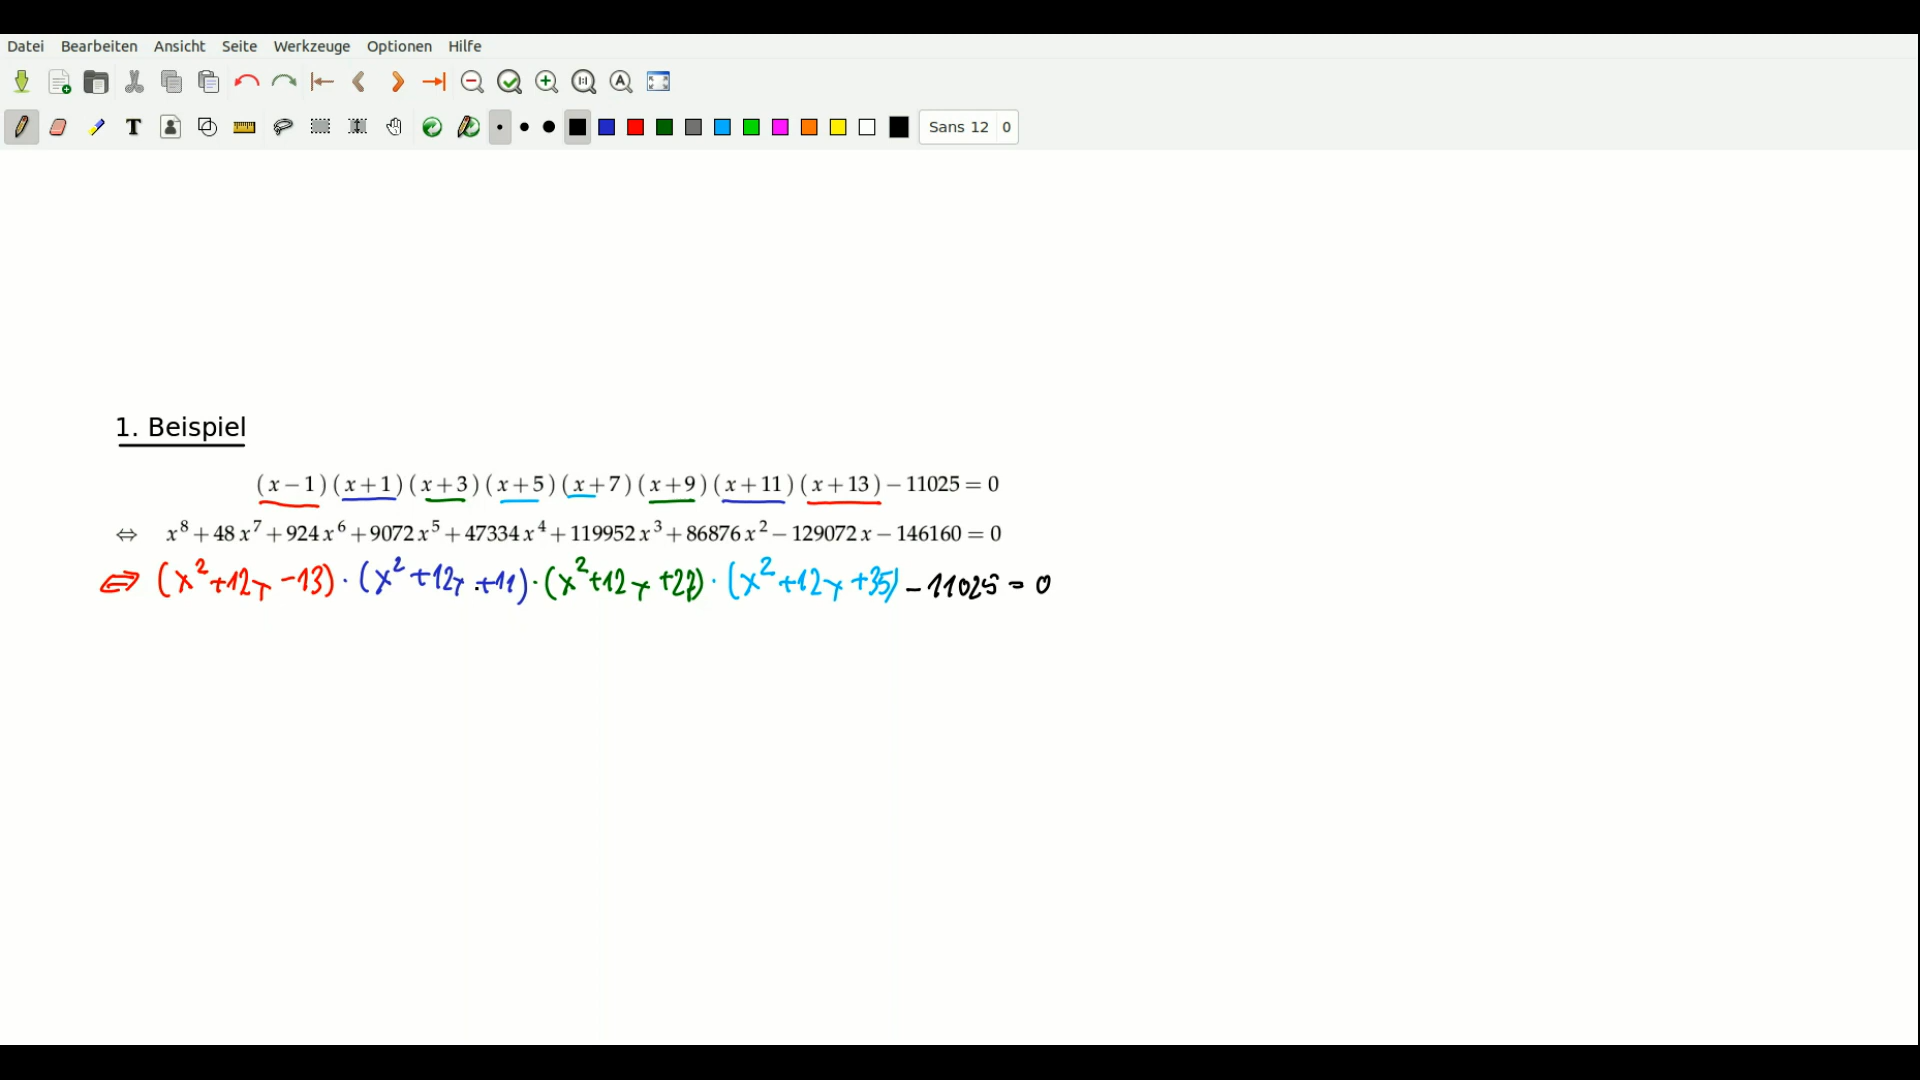 Datei Bearbeiten Ansicht Seite Werkzeuge Optionen Hilfe
T Sans 12 0
1. Beispiel
(x − 1)(x + 1)(x + 3)(x + 5)(x + 7)(x + 9)(x + 11)(x + 13) − 11025 = 0
⇔ x⁸ + 48x⁷ + 924x⁶ + 9072x⁵ + 47334x⁴ + 119952x³ + 86876x² − 129072x − 146160 = 0
⇔ (x²+12x −13) · (x²+12x +11) · (x²+12x +27) · (x²+12x +35) − 11025 = 0